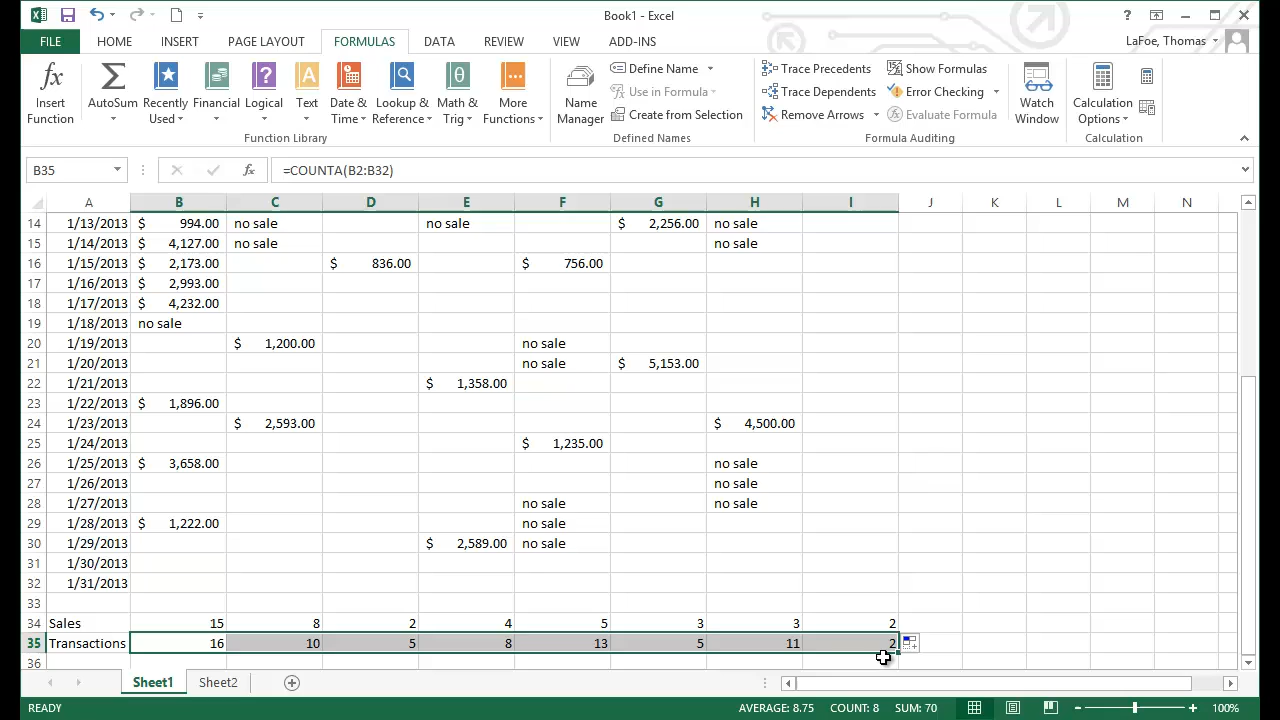 Book1 - Excel
?
FILE HOME INSERT PAGE LAYOUT FORMULAS DATA REVIEW VIEW ADD-INS LaFoe, Thomas
Insert Function
AutoSum
Recently Used
Financial
Logical
Text
Date & Time
Lookup & Reference
Math & Trig
More Functions
Function Library
Name Manager
Define Name
Use in Formula
Create from Selection
Defined Names
Trace Precedents
Trace Dependents
Remove Arrows
Show Formulas
Error Checking
Evaluate Formula
Formula Auditing
Watch Window
Calculation Options
Calculation
B35 fx =COUNTA(B2:B32)
A B C D E F G H I J K L M N
14 1/13/2013 $ 994.00 no sale no sale $ 2,256.00 no sale
15 1/14/2013 $ 4,127.00 no sale no sale
16 1/15/2013 $ 2,173.00 $ 836.00 $ 756.00
17 1/16/2013 $ 2,993.00
18 1/17/2013 $ 4,232.00
19 1/18/2013 no sale
20 1/19/2013 $ 1,200.00 no sale
21 1/20/2013 no sale $ 5,153.00
22 1/21/2013 $ 1,358.00
23 1/22/2013 $ 1,896.00
24 1/23/2013 $ 2,593.00 $ 4,500.00
25 1/24/2013 $ 1,235.00
26 1/25/2013 $ 3,658.00 no sale
27 1/26/2013 no sale
28 1/27/2013 no sale no sale
29 1/28/2013 $ 1,222.00 no sale
30 1/29/2013 $ 2,589.00 no sale
31 1/30/2013
32 1/31/2013
33
34 Sales 15 8 2 4 5 3 3 2
35 Transactions 16 10 5 8 13 5 11 2
36
Sheet1 Sheet2
READY AVERAGE: 8.75 COUNT: 8 SUM: 70 100%